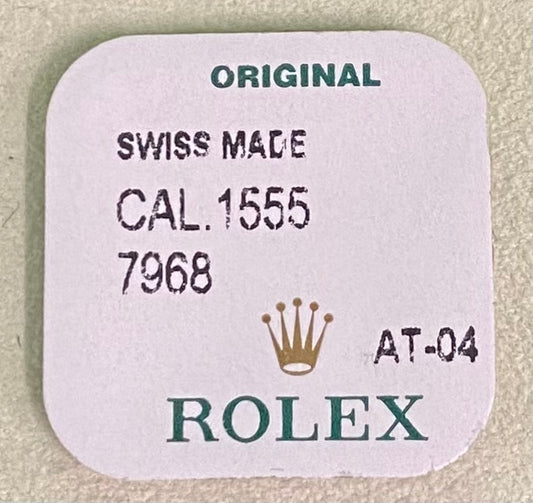 ORIGINAL
SWISS MADE
CAL.1555
7968
AT-04
ROLEX